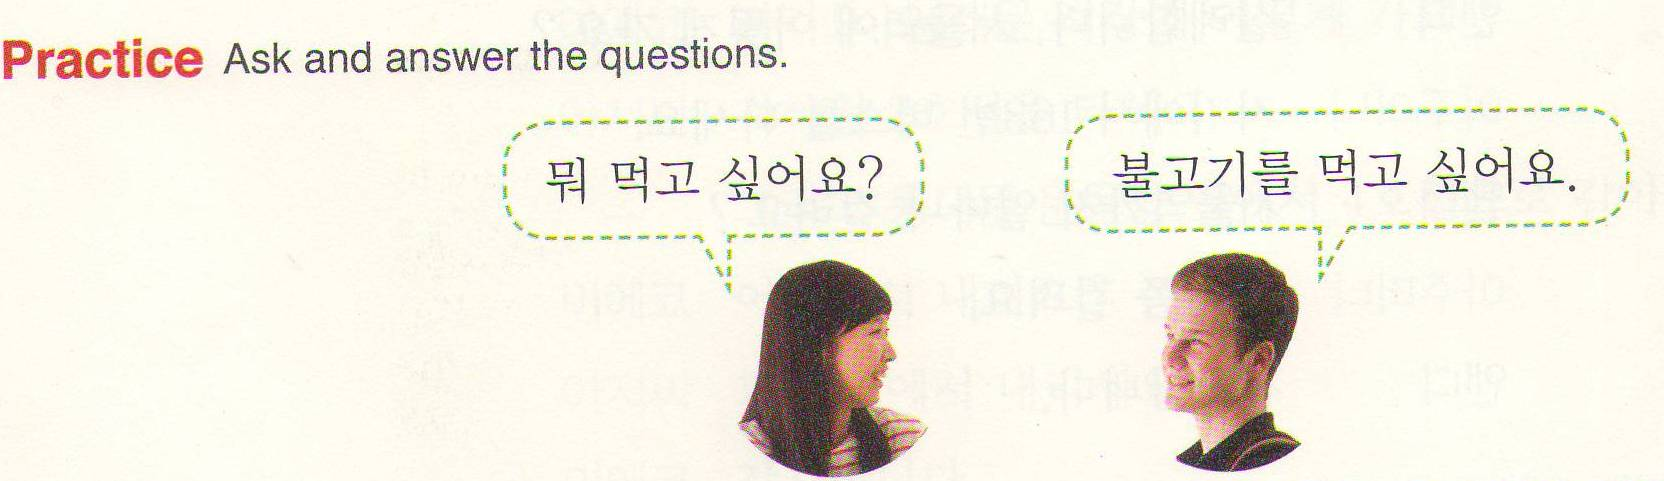 Practice Ask and answer the questions.
뭐 먹고 싶어요?
불고기를 먹고 싶어요.